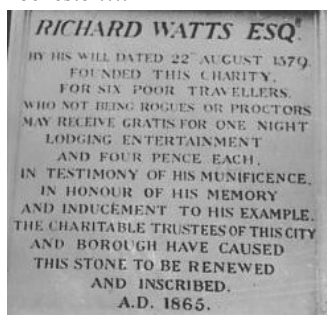 RICHARD WATTS ESQR
BY HIS WILL DATED 22ND AUGUST 1579.
FOUNDED THIS CHARITY,
FOR SIX POOR TRAVELLERS,
WHO NOT BEING ROGUES OR PROCTORS
MAY RECEIVE GRATIS FOR ONE NIGHT
LODGING ENTERTAINMENT
AND FOUR PENCE EACH.
IN TESTIMONY OF HIS MUNIFICENCE,
IN HONOUR OF HIS MEMORY
AND INDUCEMENT TO HIS EXAMPLE.
THE CHARITABLE TRUSTEES OF THIS CITY
AND BOROUGH HAVE CAUSED
THIS STONE TO BE RENEWED
AND INSCRIBED.
A.D. 1865.